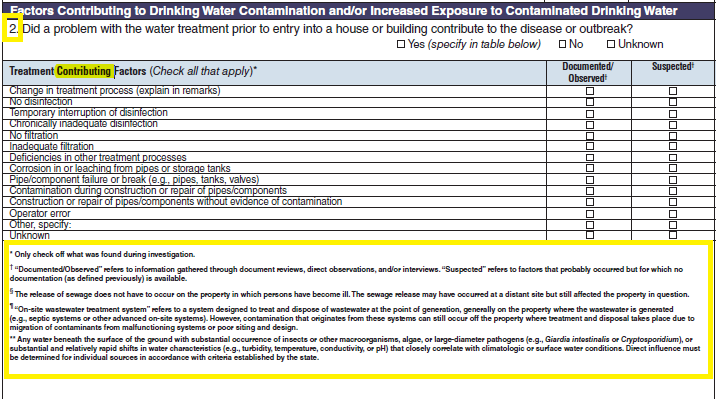 Factors Contributing to Drinking Water Contamination and/or Increased Exposure to Contaminated Drinking Water
2. Did a problem with the water treatment prior to entry into a house or building contribute to the disease or outbreak?
☐ Yes (specify in table below) ☐ No ☐ Unknown
Treatment Contributing Factors (Check all that apply)* Documented/ Suspected‡
Observed‡
Change in treatment process (explain in remarks) ☐ ☐
No disinfection ☐ ☐
Temporary interruption of disinfection ☐ ☐
Chronically inadequate disinfection ☐ ☐
No filtration ☐ ☐
Inadequate filtration ☐ ☐
Deficiencies in other treatment processes ☐ ☐
Corrosion in or leaching from pipes or storage tanks ☐ ☐
Pipe/component failure or break (e.g., pipes, tanks, valves) ☐ ☐
Contamination during construction or repair of pipes/components ☐ ☐
Construction or repair of pipes/components without evidence of contamination ☐ ☐
Operator error ☐ ☐
Other, specify: ☐ ☐
Unknown ☐ ☐
* Only check off what was found during investigation.
† "Documented/Observed" refers to information gathered through document reviews, direct observations, and/or interviews. "Suspected" refers to factors that probably occurred but for which no
documentation (as defined previously) is available.
§ The release of sewage does not have to occur on the property in which persons have become ill. The sewage release may have occurred at a distant site but still affected the property in question.
¶ "On-site wastewater treatment system" refers to a system designed to treat and dispose of wastewater at the point of generation, generally on the property where the wastewater is generated
(e.g., septic systems or other advanced on-site systems). However, contamination that originates from these systems can still occur off the property where treatment and disposal takes place due to
migration of contaminants from malfunctioning systems or poor siting and design.
** Any water beneath the surface of the ground with substantial occurrence of insects or other macroorganisms, algae, or large-diameter pathogens (e.g., Giardia intestinalis or Cryptosporidium), or
substantial and relatively rapid shifts in water characteristics (e.g., turbidity, temperature, conductivity, or pH) that closely correlate with climatologic or surface water conditions. Direct influence must
be determined for individual sources in accordance with criteria established by the state.